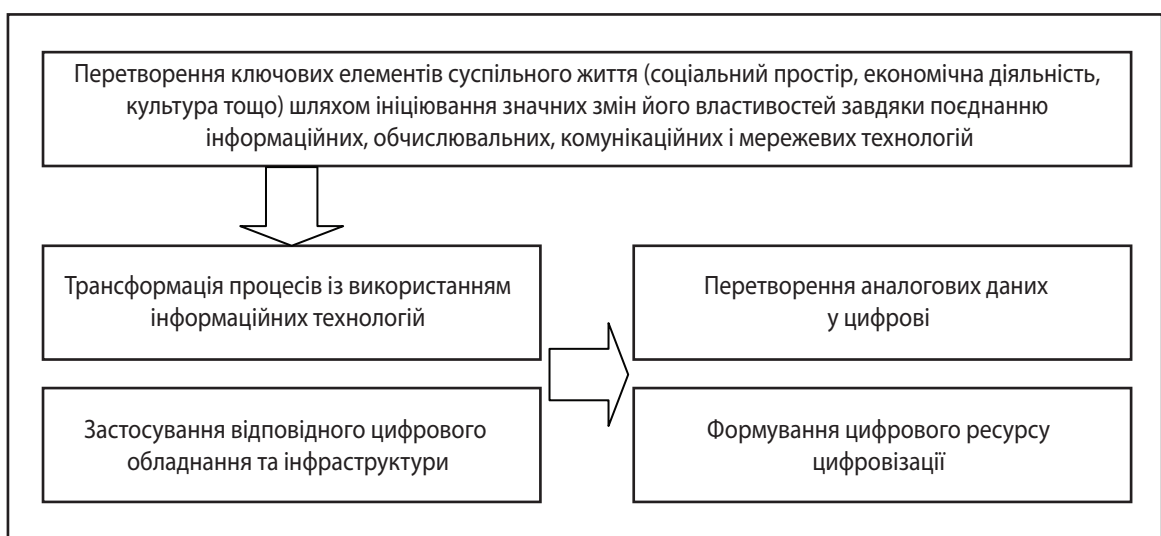 Перетворення ключових елементів суспільного життя (соціальний простір, економічна діяльність,
культура тощо) шляхом ініціювання значних змін його властивостей завдяки поєднанню
інформаційних, обчислювальних, комунікаційних і мережевих технологій
Трансформація процесів із використанням
інформаційних технологій
Перетворення аналогових даних
у цифрові
Застосування відповідного цифрового
обладнання та інфраструктури
Формування цифрового ресурсу
цифровізації